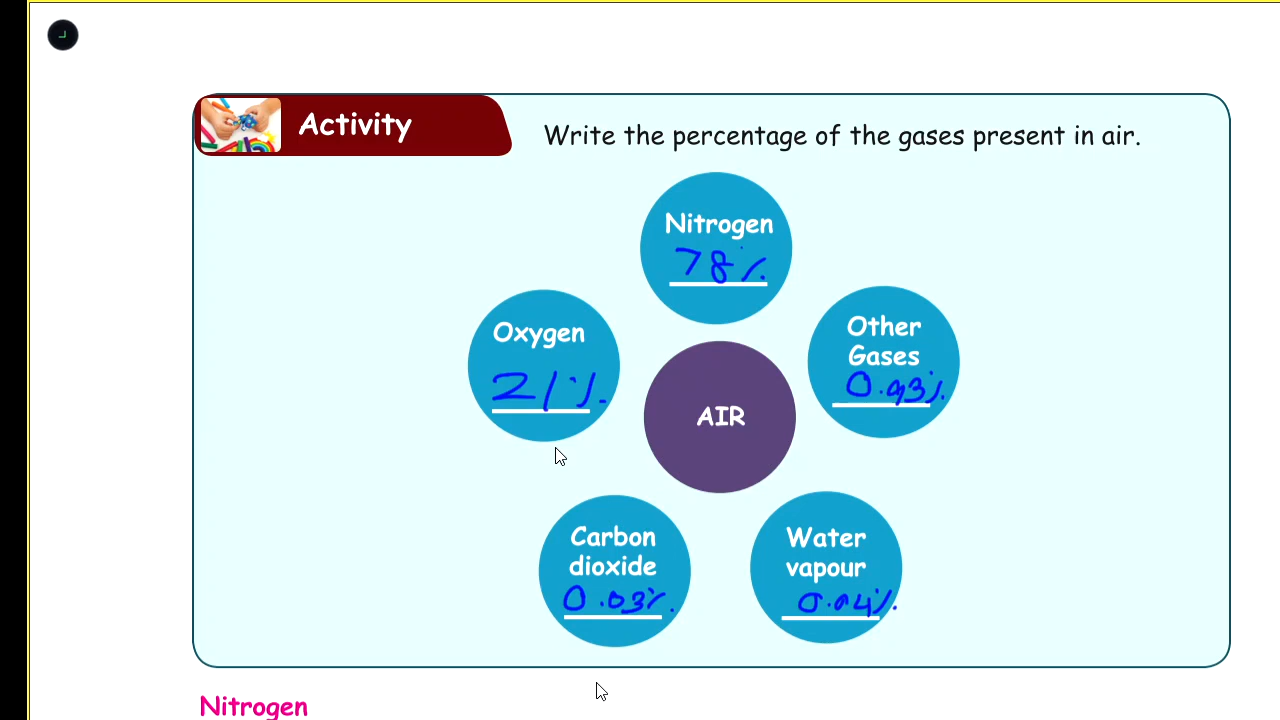 Activity
Write the percentage of the gases present in air.
Nitrogen
78%
Oxygen
21%.
Other
Gases
0.93%.
AIR
Carbon
dioxide
0.03%.
Water
vapour
0.04%.
Nitrogen